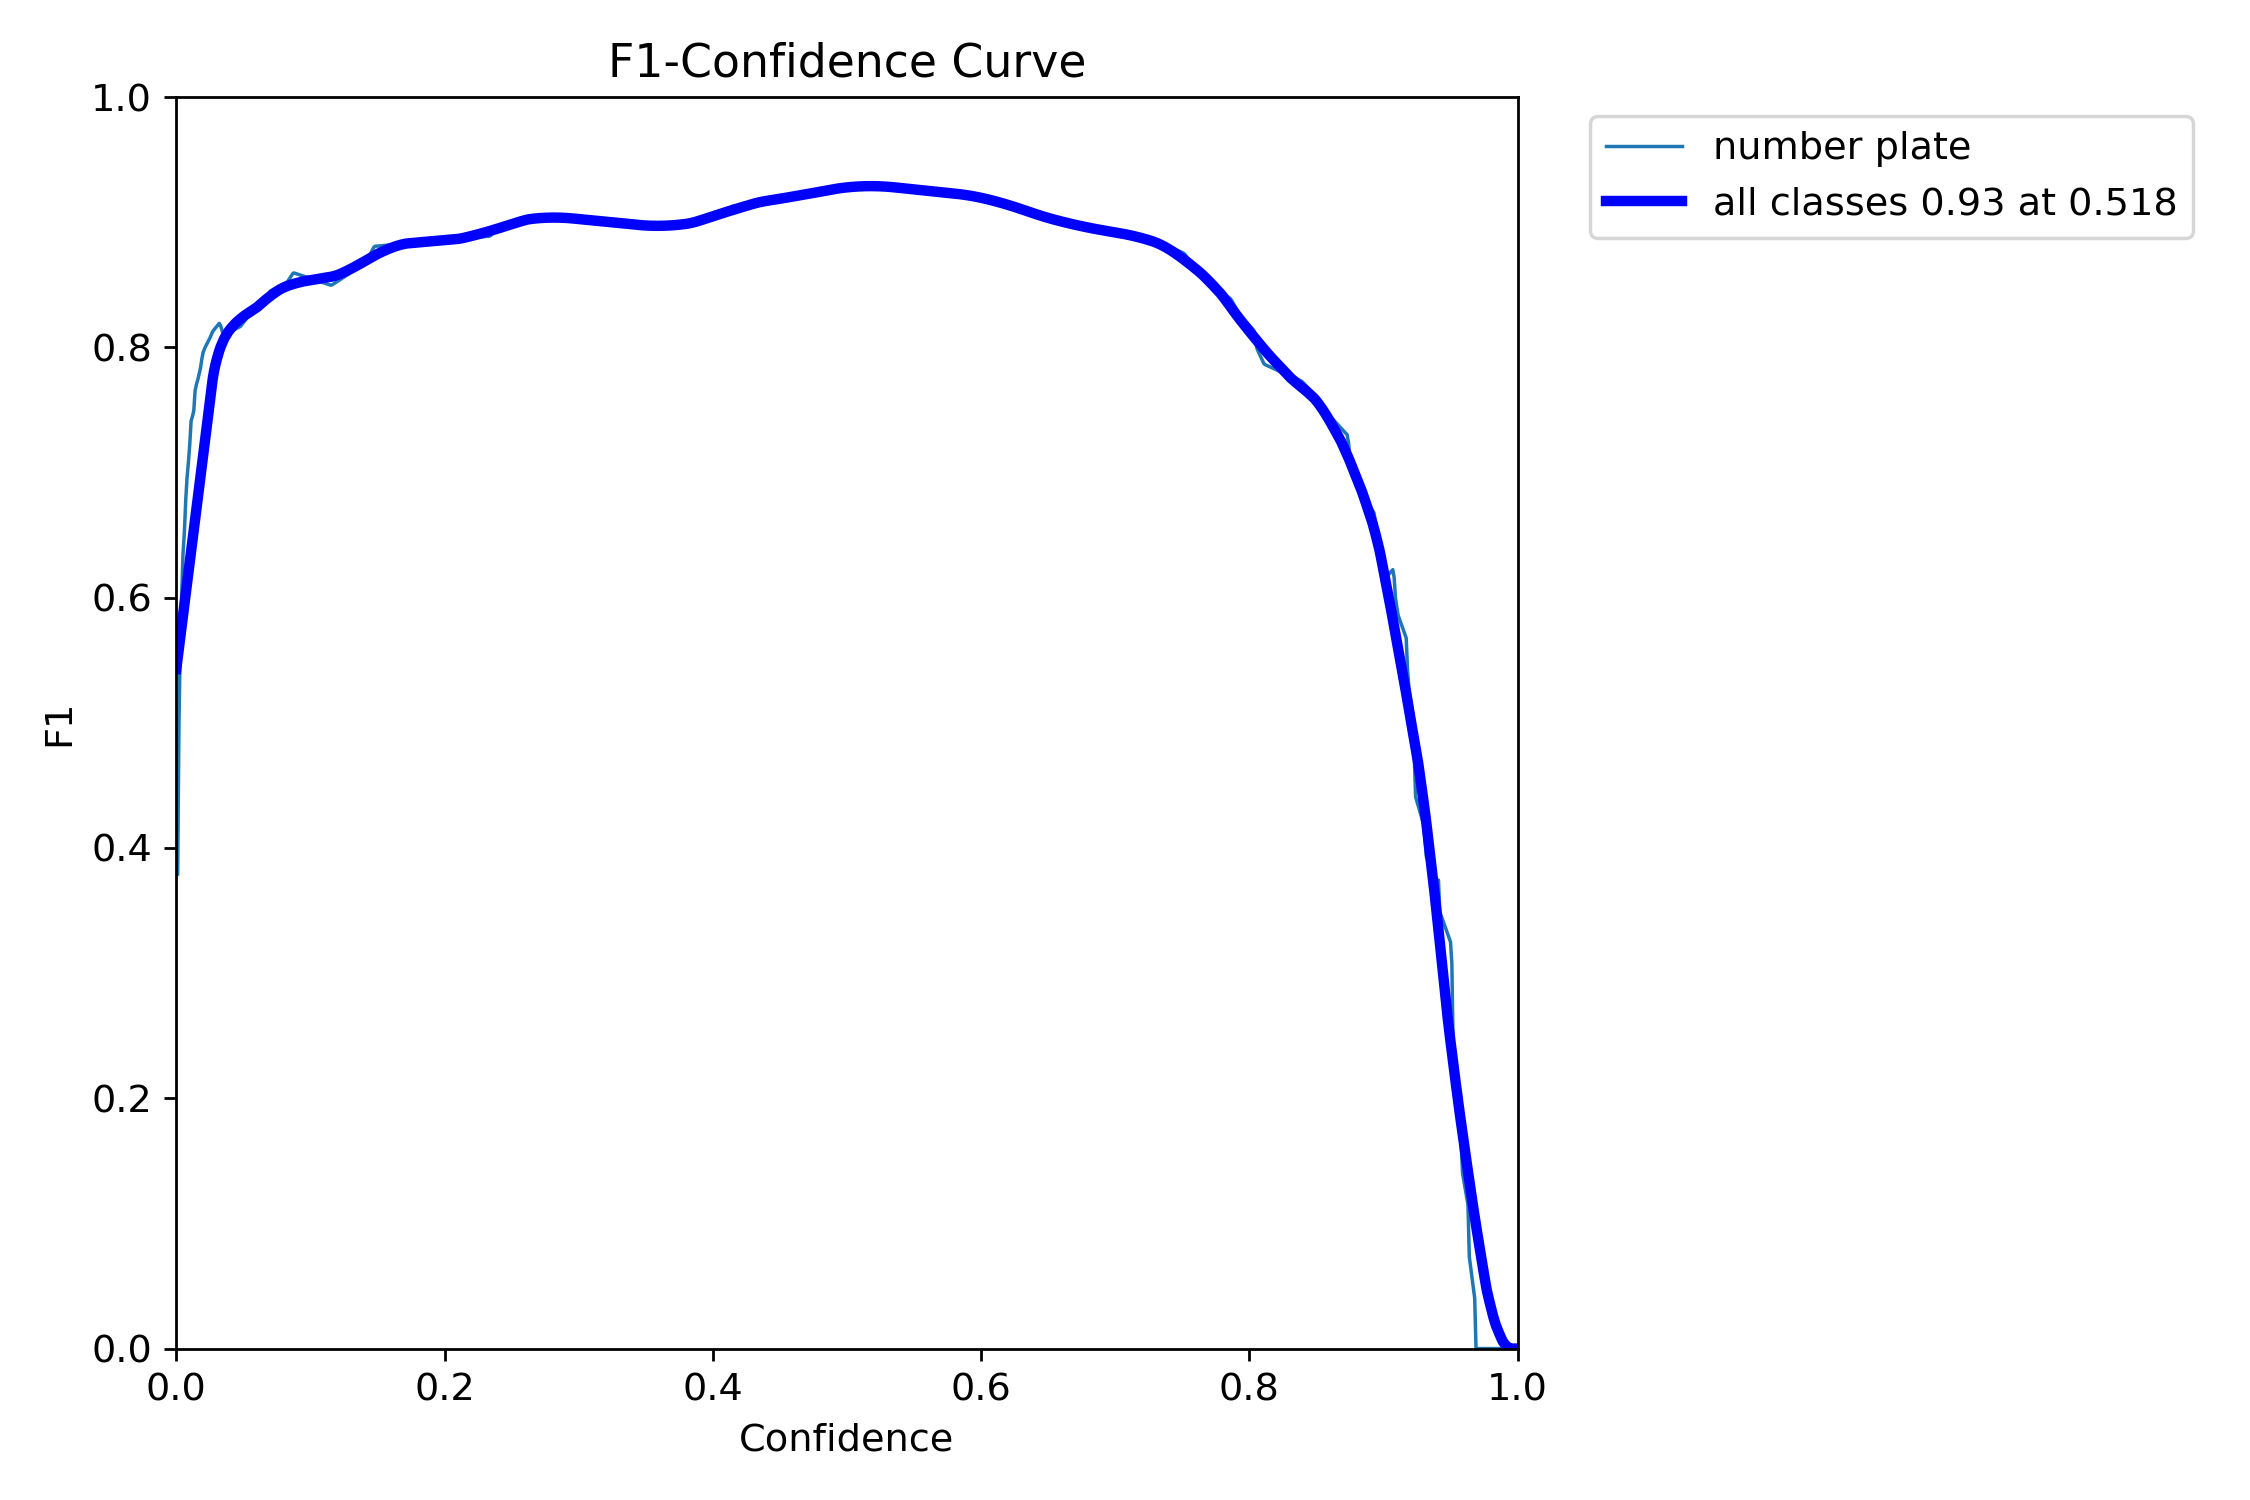 F1-Confidence Curve
1.0
0.8
0.6
0.4
0.2
0.0
F1
0.0 0.2 0.4 0.6 0.8 1.0
Confidence
number plate
all classes 0.93 at 0.518